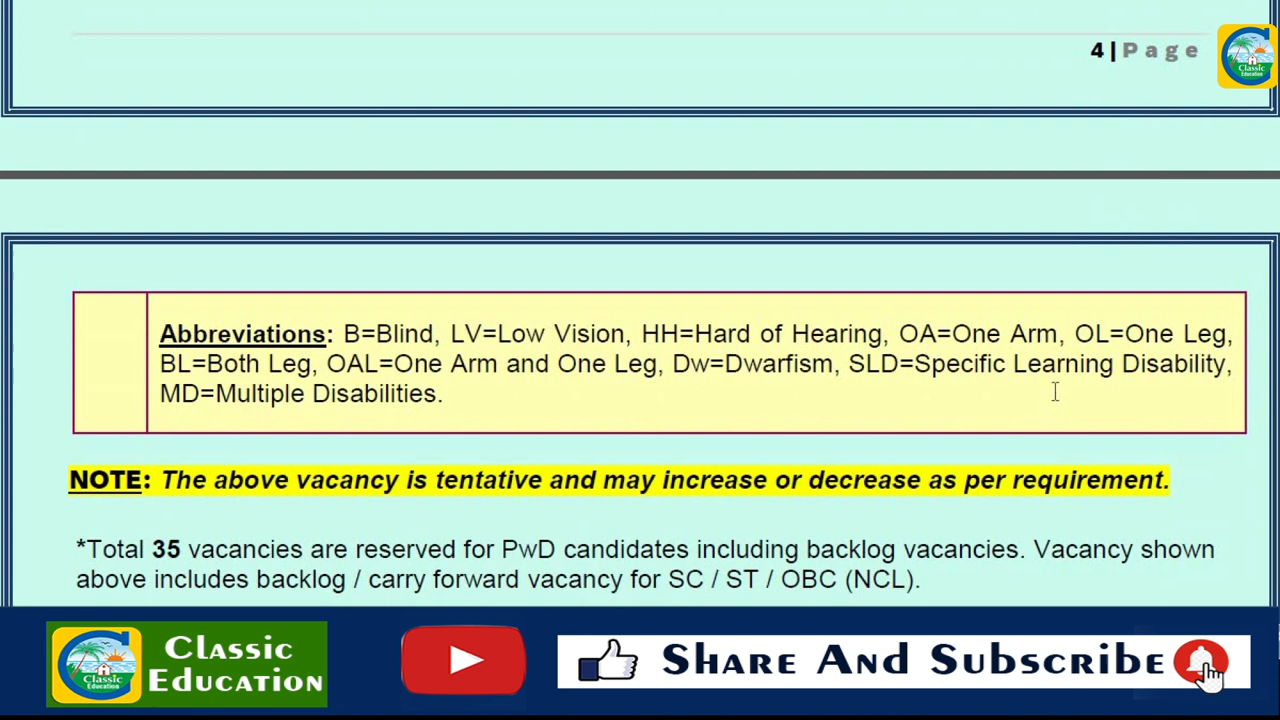 4 | P a g e
Classic
Education
Abbreviations: B=Blind, LV=Low Vision, HH=Hard of Hearing, OA=One Arm, OL=One Leg,
BL=Both Leg, OAL=One Arm and One Leg, Dw=Dwarfism, SLD=Specific Learning Disability,
MD=Multiple Disabilities.
NOTE: The above vacancy is tentative and may increase or decrease as per requirement.
*Total 35 vacancies are reserved for PwD candidates including backlog vacancies. Vacancy shown
above includes backlog / carry forward vacancy for SC / ST / OBC (NCL).
Classic
Education
Classic
Education
Share And Subscribe